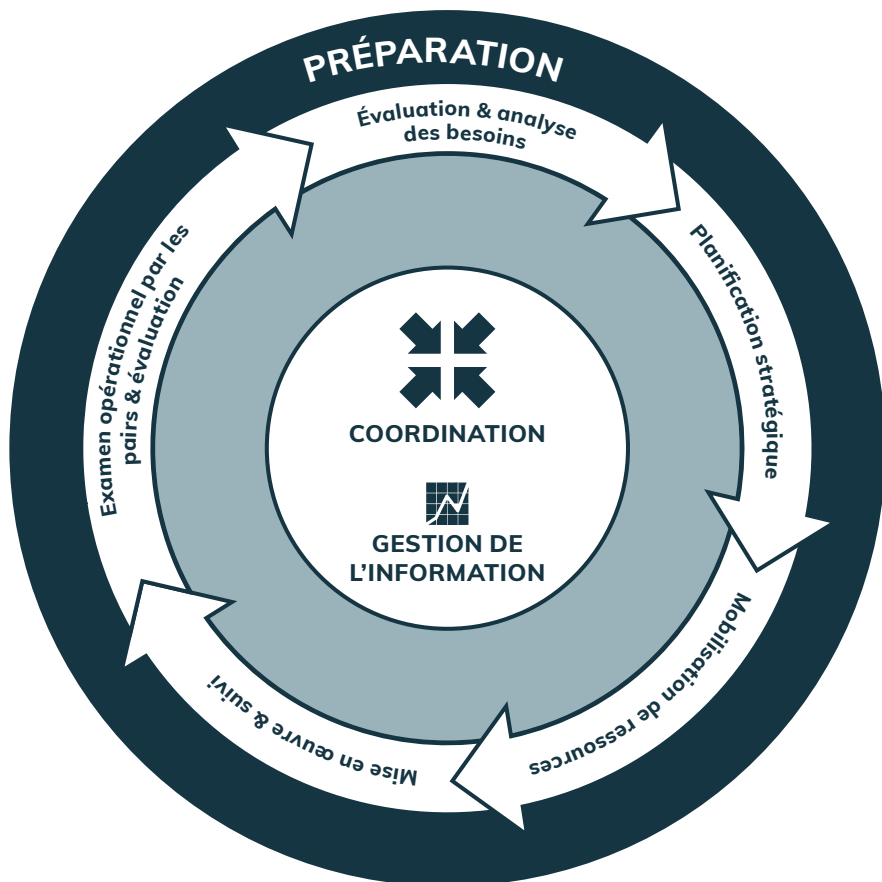 PRÉPARATION
Évaluation & analyse
des besoins
Planification stratégique
Mobilisation de ressources
Mise en œuvre & suivi
Examen opérationnel par les
pairs & évaluation
COORDINATION
GESTION DE
L’INFORMATION